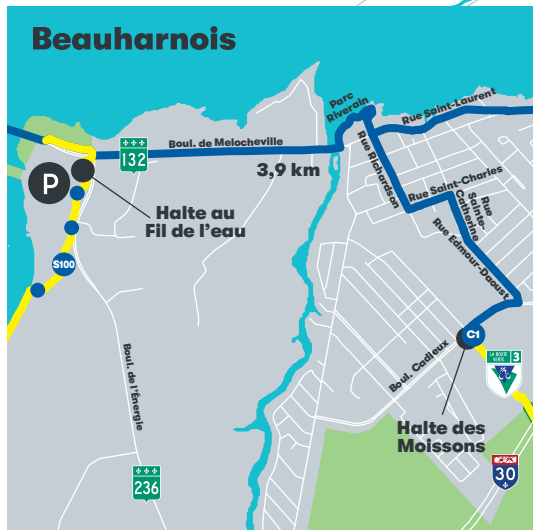 Beauharnois
Parc
Riverain
Rue Saint-Laurent
Boul. de Melocheville
132
3,9 km
Rue Richardson
P
Rue Saint-Charles
Rue
Sainte-
Catherine
Halte au
Fil de l'eau
Rue Edmour-Daoust
S100
C1
Boul. Cadieux
LA ROUTE
VERTE
3
Boul. de l'Énergie
Halte des
Moissons
236
30